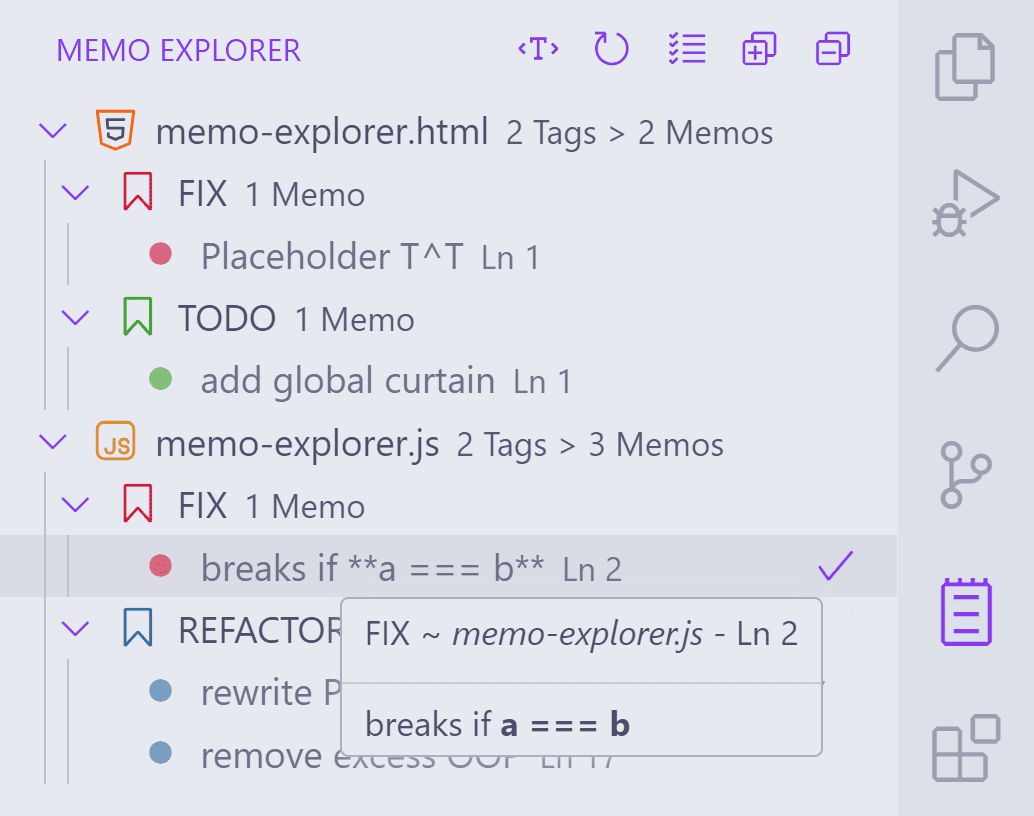 MEMO EXPLORER <T>
5 memo-explorer.html 2 Tags > 2 Memos
FIX 1 Memo
Placeholder T^T Ln 1
TODO 1 Memo
add global curtain Ln 1
JS memo-explorer.js 2 Tags > 3 Memos
FIX 1 Memo
breaks if **a === b** Ln 2
FIX ~ memo-explorer.js - Ln 2
breaks if a === b
REFACTOR
rewrite
remove excess OOP Ln 17